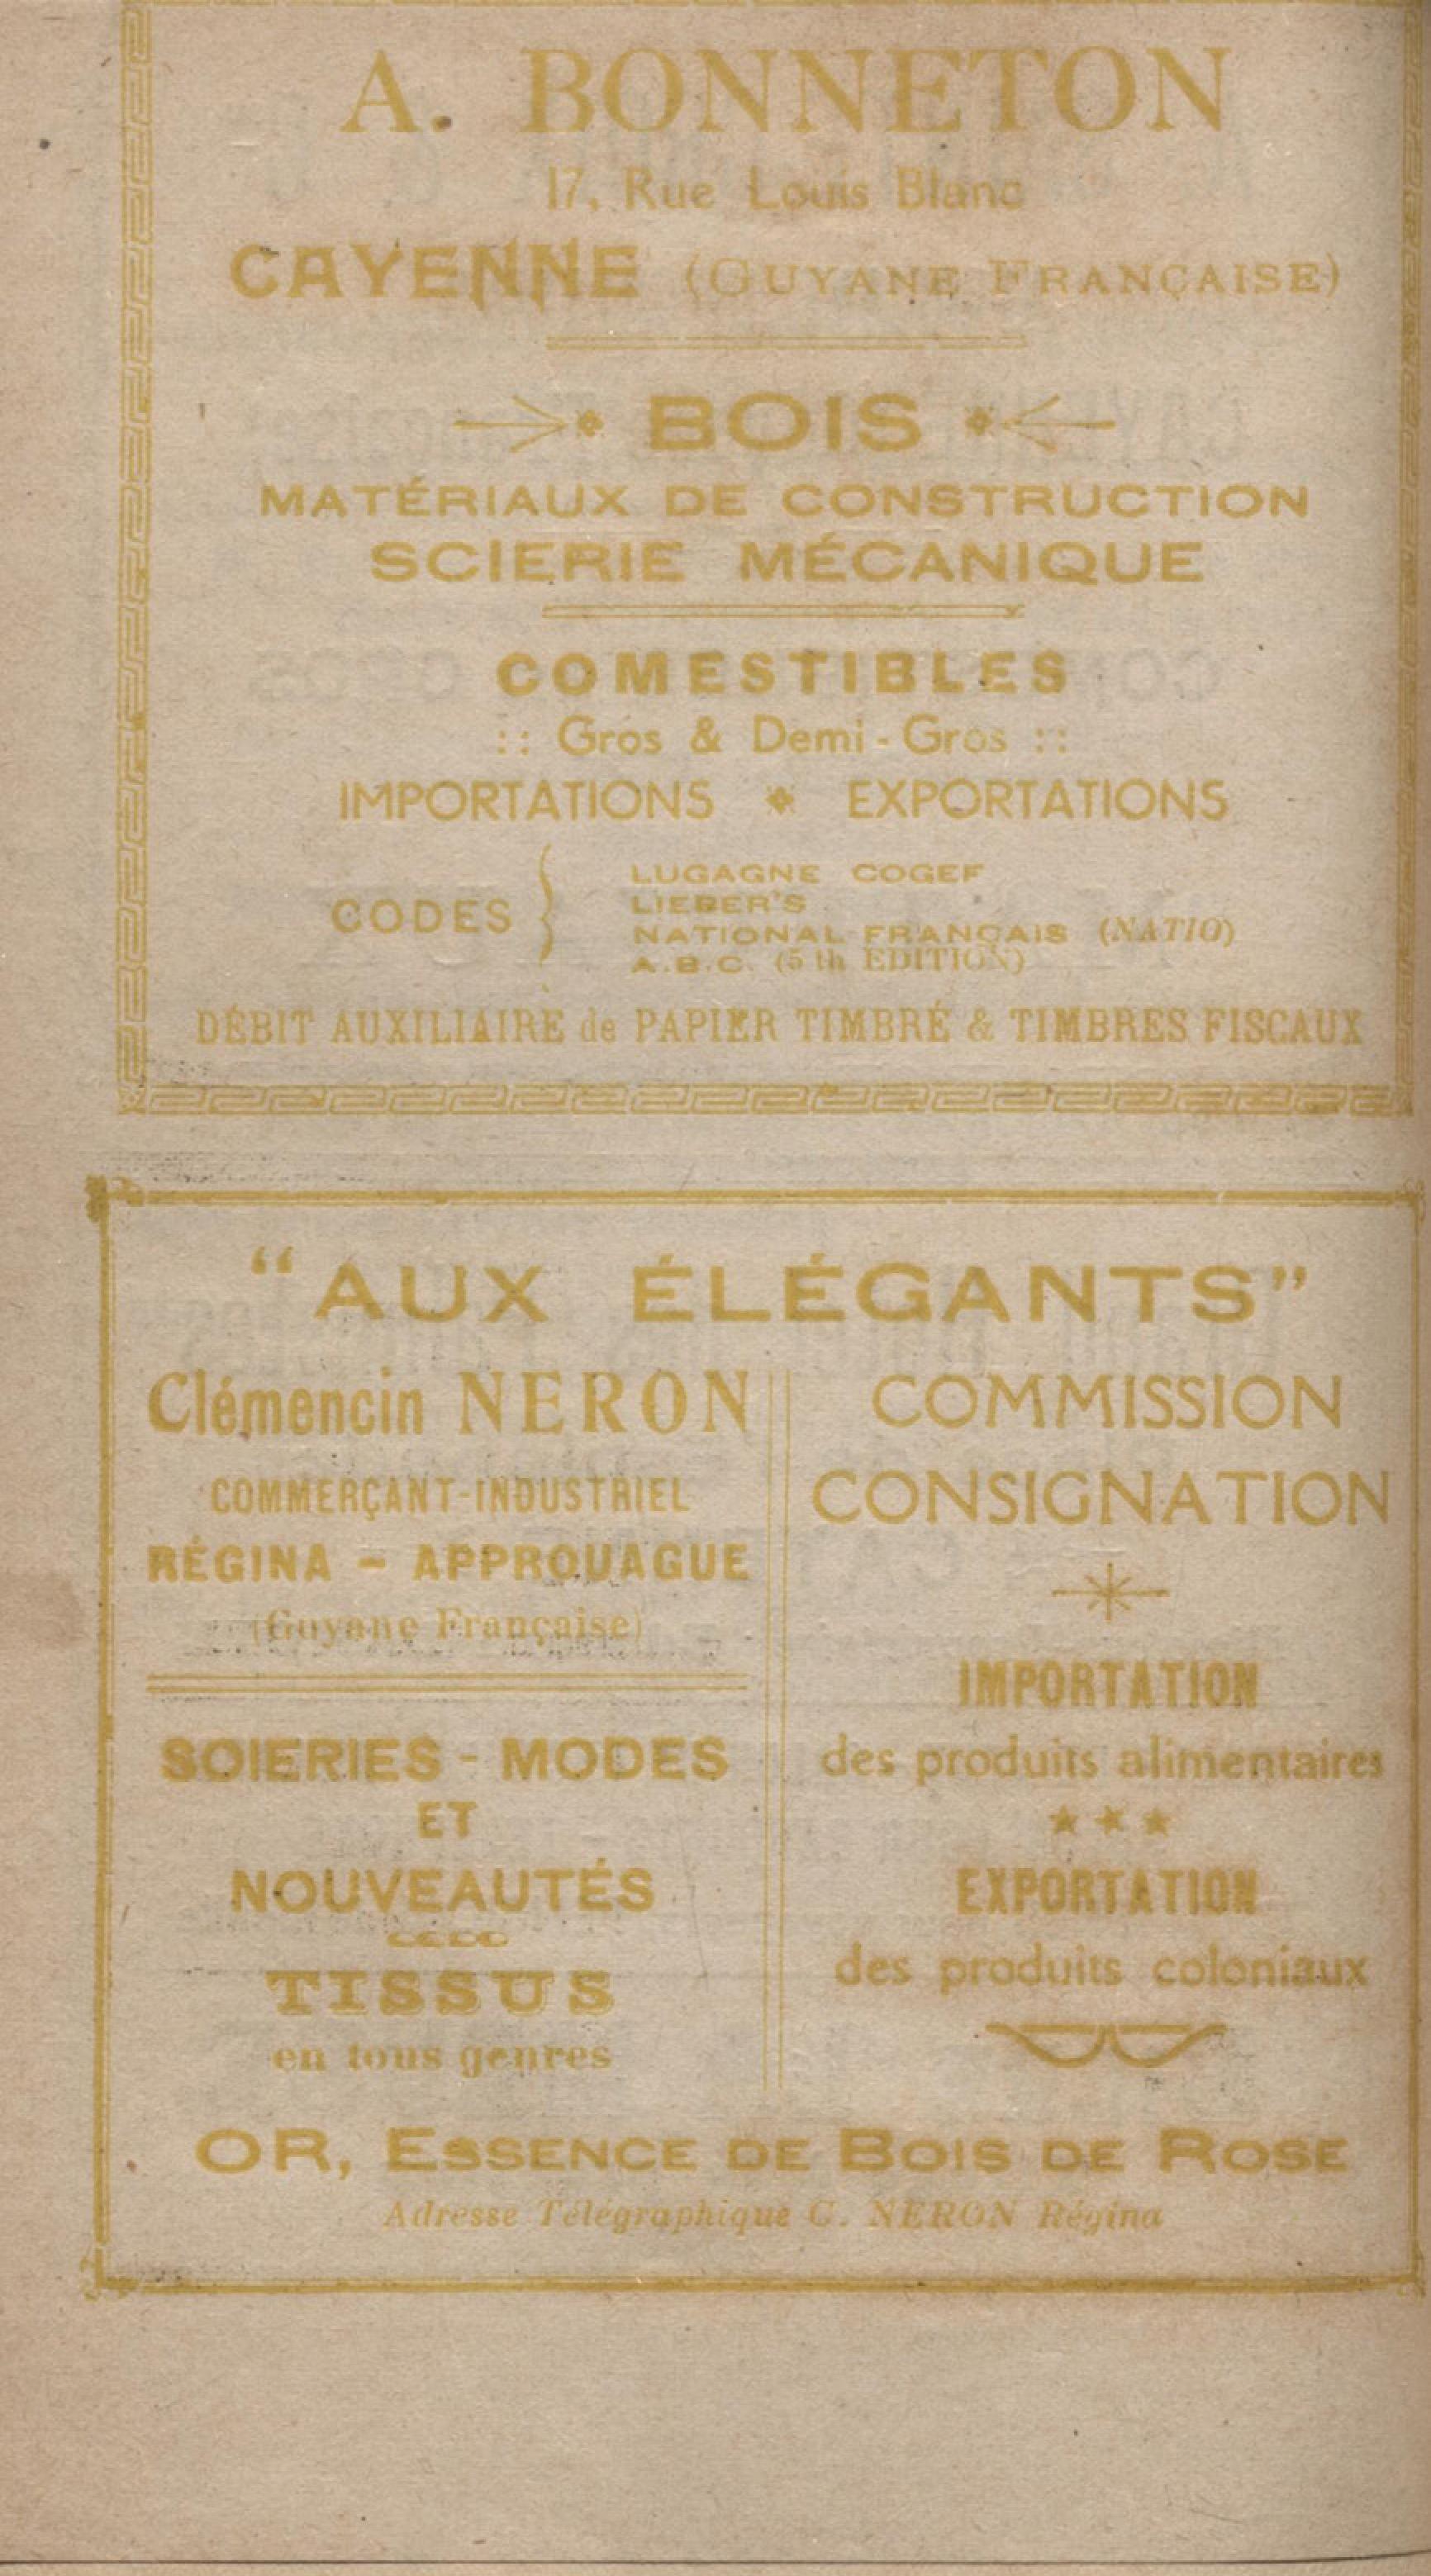 A. BONNETON
17, Rue Louis Blanc
CAYENNE (GUYANE FRANÇAISE)
BOIS
MATÉRIAUX DE CONSTRUCTION
SCIERIE MÉCANIQUE
COMESTIBLES
:: Gros & Demi-Gros ::
IMPORTATIONS EXPORTATIONS
CODES
LUGAGNE COGEF
LIEBER'S
NATIONAL FRANÇAIS (NATIO)
A.B.C. (5 th EDITION)
DÉBIT AUXILIAIRE de PAPIER TIMBRÉ & TIMBRES FISCAUX
"AUX ÉLÉGANTS"
Clémencin NERON
COMMERÇANT-INDUSTRIEL
RÉGINA - APPROUAGUE
(Guyane Française)
SOIERIES - MODES
ET
NOUVEAUTÉS
TISSUS
en tous genres
COMMISSION
CONSIGNATION
IMPORTATION
des produits alimentaires
EXPORTATION
des produits coloniaux
OR, ESSENCE DE BOIS DE ROSE
Adresse Télégraphique C. NERON Régina